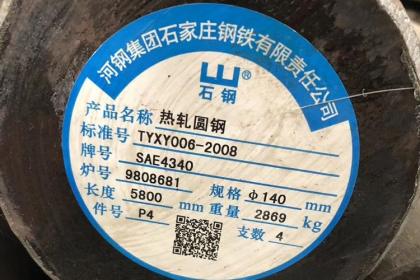 河钢集团石家庄钢铁有限责任公司
®
石钢
产品名称 热轧圆钢
标准号 TYXY006-2008
牌号 SAE4340
炉号 9808681 规格 φ140 mm
长度 5800 mm 重量 2869 kg
件号 P4 支数 4